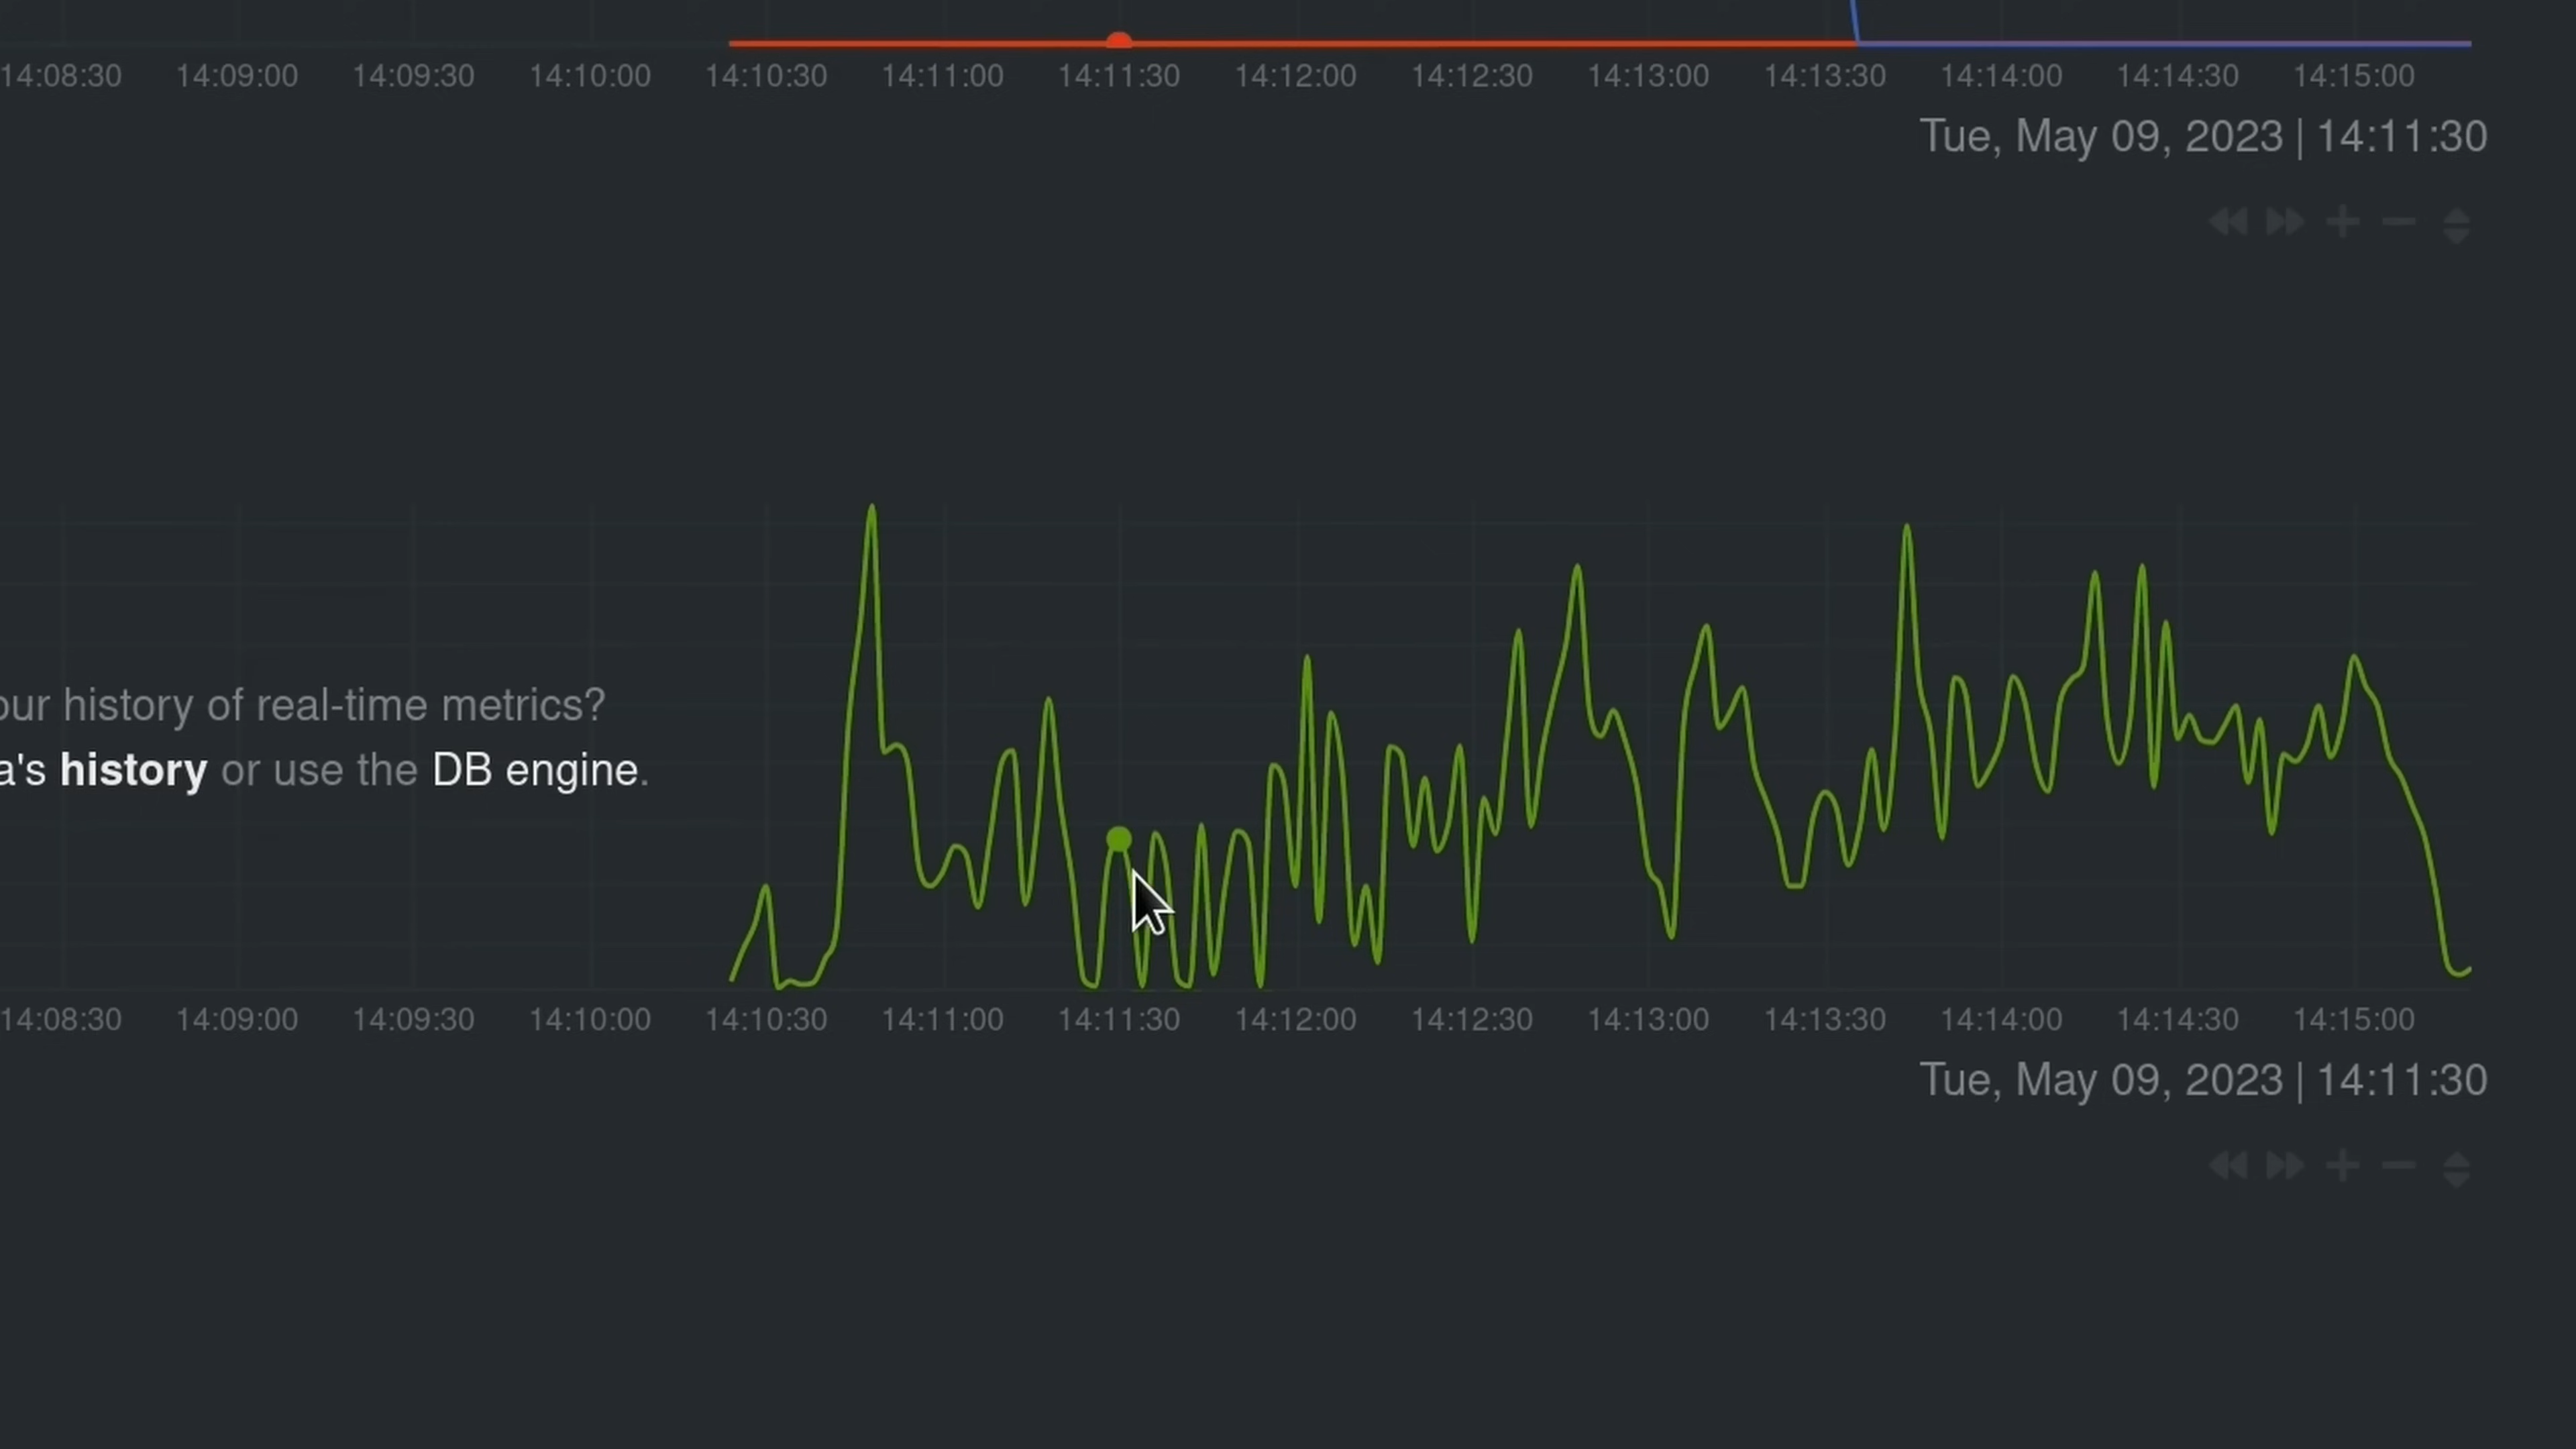 14:08:30 14:09:00 14:09:30 14:10:00 14:10:30 14:11:00 14:11:30 14:12:00 14:12:30 14:13:00 14:13:30 14:14:00 14:14:30 14:15:00
Tue, May 09, 2023 | 14:11:30
our history of real-time metrics?
a's history or use the DB engine.
14:08:30 14:09:00 14:09:30 14:10:00 14:10:30 14:11:00 14:11:30 14:12:00 14:12:30 14:13:00 14:13:30 14:14:00 14:14:30 14:15:00
Tue, May 09, 2023 | 14:11:30